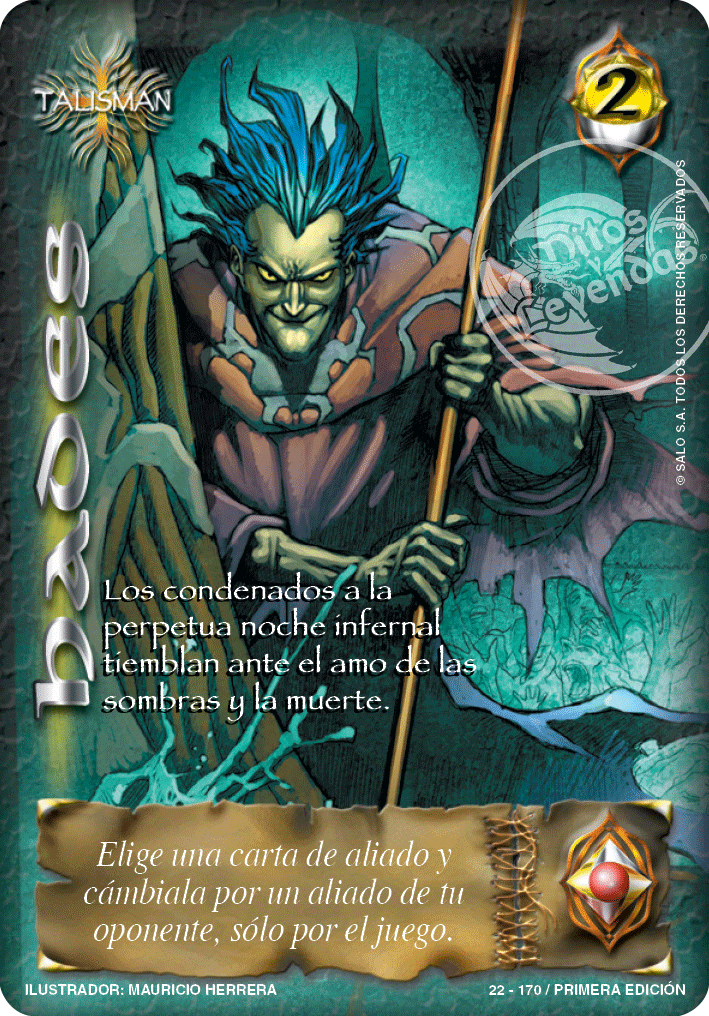 TALISMAN
2
Mitos
y
Leyendas®
HADES
© SALO S.A. TODOS LOS DERECHOS RESERVADOS
Los condenados a la
perpetua noche infernal
tiemblan ante el amo de las
sombras y la muerte.
Elige una carta de aliado y
cámbiala por un aliado de tu
oponente, sólo por el juego.
ILUSTRADOR: MAURICIO HERRERA
22 - 170 / PRIMERA EDICIÓN